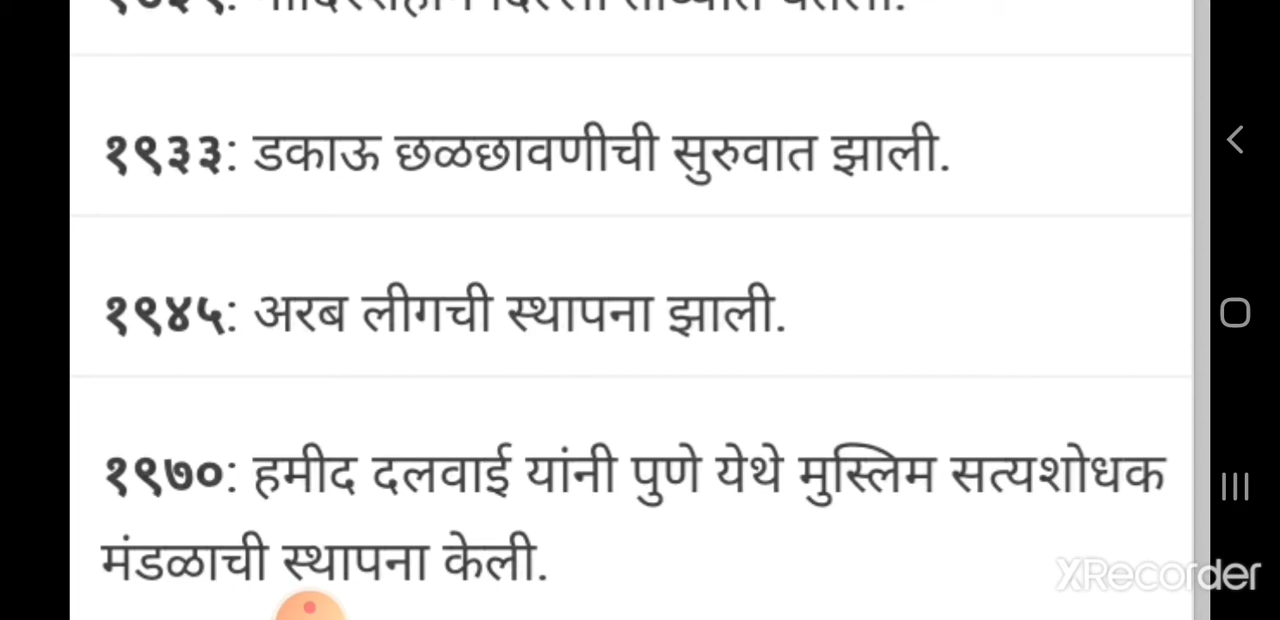 १९३३: डकाऊ छळछावणीची सुरुवात झाली.
१९४५: अरब लीगची स्थापना झाली.
१९७०: हमीद दलवाई यांनी पुणे येथे मुस्लिम सत्यशोधक
मंडळाची स्थापना केली.
XRecorder